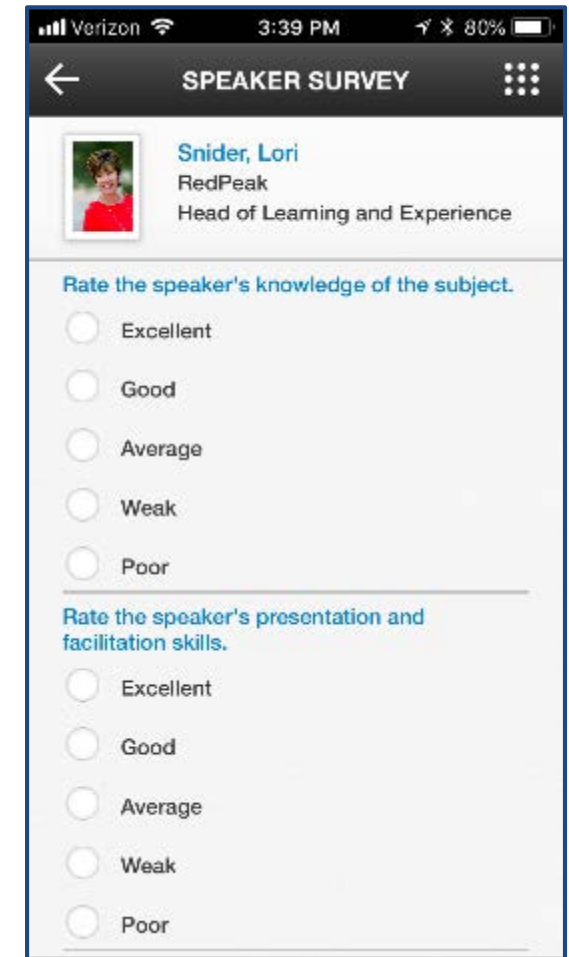 Verizon 3:39 PM 80%
SPEAKER SURVEY
Snider, Lori
RedPeak
Head of Learning and Experience
Rate the speaker's knowledge of the subject.
Excellent
Good
Average
Weak
Poor
Rate the speaker's presentation and
facilitation skills.
Excellent
Good
Average
Weak
Poor